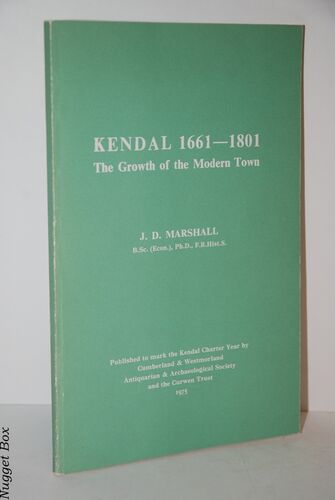 KENDAL 1661—1801
The Growth of the Modern Town
J. D. MARSHALL
B.Sc. (Econ.), Ph.D., F.R.Hist.S.
Published to mark the Kendal Charter Year by
Cumberland & Westmorland
Antiquarian & Archaeological Society
and the Curwen Trust
1975
Nugget Box